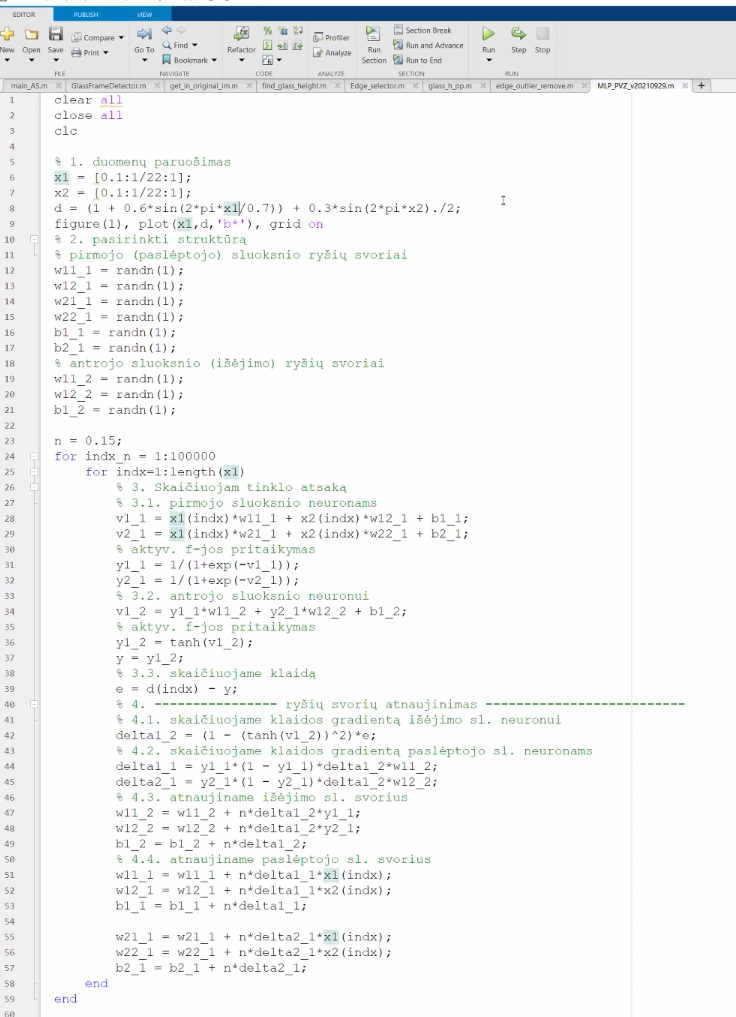 EDITOR PUBLISH VIEW
New Open Save Compare Print Go To Find Bookmark Refactor Profiler Analyze Run Section Section Break Run and Advance Run to End Run Step Stop
FILE NAVIGATE CODE ANALYZE SECTION RUN
main_AS.m GlassFrameDetector.m get_in_original_im.m find_glass_height.m Edge_selector.m glass_h_pp.m edge_outlier_remove.m MLP_PVZ_v20210929.m
1 clear all
2 close all
3 clc
4
5 % 1. duomenų paruošimas
6 x1 = [0.1:1/22:1];
7 x2 = [0.1:1/22:1];
8 d = (1 + 0.6*sin(2*pi*x1/0.7)) + 0.3*sin(2*pi*x2)./2;
9 figure(1), plot(x1,d,'b*'), grid on
10 % 2. pasirinkti struktūrą
11 % pirmojo (paslėptojo) sluoksnio ryšių svoriai
12 w11_1 = randn(1);
13 w12_1 = randn(1);
14 w21_1 = randn(1);
15 w22_1 = randn(1);
16 b1_1 = randn(1);
17 b2_1 = randn(1);
18 % antrojo sluoksnio (išėjimo) ryšių svoriai
19 w11_2 = randn(1);
20 w12_2 = randn(1);
21 b1_2 = randn(1);
22
23 n = 0.15;
24 for indx_n = 1:100000
25 for indx=1:length(x1)
26 % 3. Skaičiuojam tinklo atsaką
27 % 3.1. pirmojo sluoksnio neuronams
28 v1_1 = x1(indx)*w11_1 + x2(indx)*w12_1 + b1_1;
29 v2_1 = x1(indx)*w21_1 + x2(indx)*w22_1 + b2_1;
30 % aktyv. f-jos pritaikymas
31 y1_1 = 1/(1+exp(-v1_1));
32 y2_1 = 1/(1+exp(-v2_1));
33 % 3.2. antrojo sluoksnio neuronui
34 v1_2 = y1_1*w11_2 + y2_1*w12_2 + b1_2;
35 % aktyv. f-jos pritaikymas
36 y1_2 = tanh(v1_2);
37 y = y1_2;
38 % 3.3. skaičiuojame klaidą
39 e = d(indx) - y;
40 % 4. ---------------- ryšių svorių atnaujinimas --------------------------
41 % 4.1. skaičiuojame klaidos gradientą išėjimo sl. neuronui
42 delta1_2 = (1 - (tanh(v1_2))^2)*e;
43 % 4.2. skaičiuojame klaidos gradientą paslėptojo sl. neuronams
44 delta1_1 = y1_1*(1 - y1_1)*delta1_2*w11_2;
45 delta2_1 = y2_1*(1 - y2_1)*delta1_2*w12_2;
46 % 4.3. atnaujiname išėjimo sl. svorius
47 w11_2 = w11_2 + n*delta1_2*y1_1;
48 w12_2 = w12_2 + n*delta1_2*y2_1;
49 b1_2 = b1_2 + n*delta1_2;
50 % 4.4. atnaujiname paslėptojo sl. svorius
51 w11_1 = w11_1 + n*delta1_1*x1(indx);
52 w12_1 = w12_1 + n*delta1_1*x2(indx);
53 b1_1 = b1_1 + n*delta1_1;
54
55 w21_1 = w21_1 + n*delta2_1*x1(indx);
56 w22_1 = w22_1 + n*delta2_1*x2(indx);
57 b2_1 = b2_1 + n*delta2_1;
58 end
59 end
60